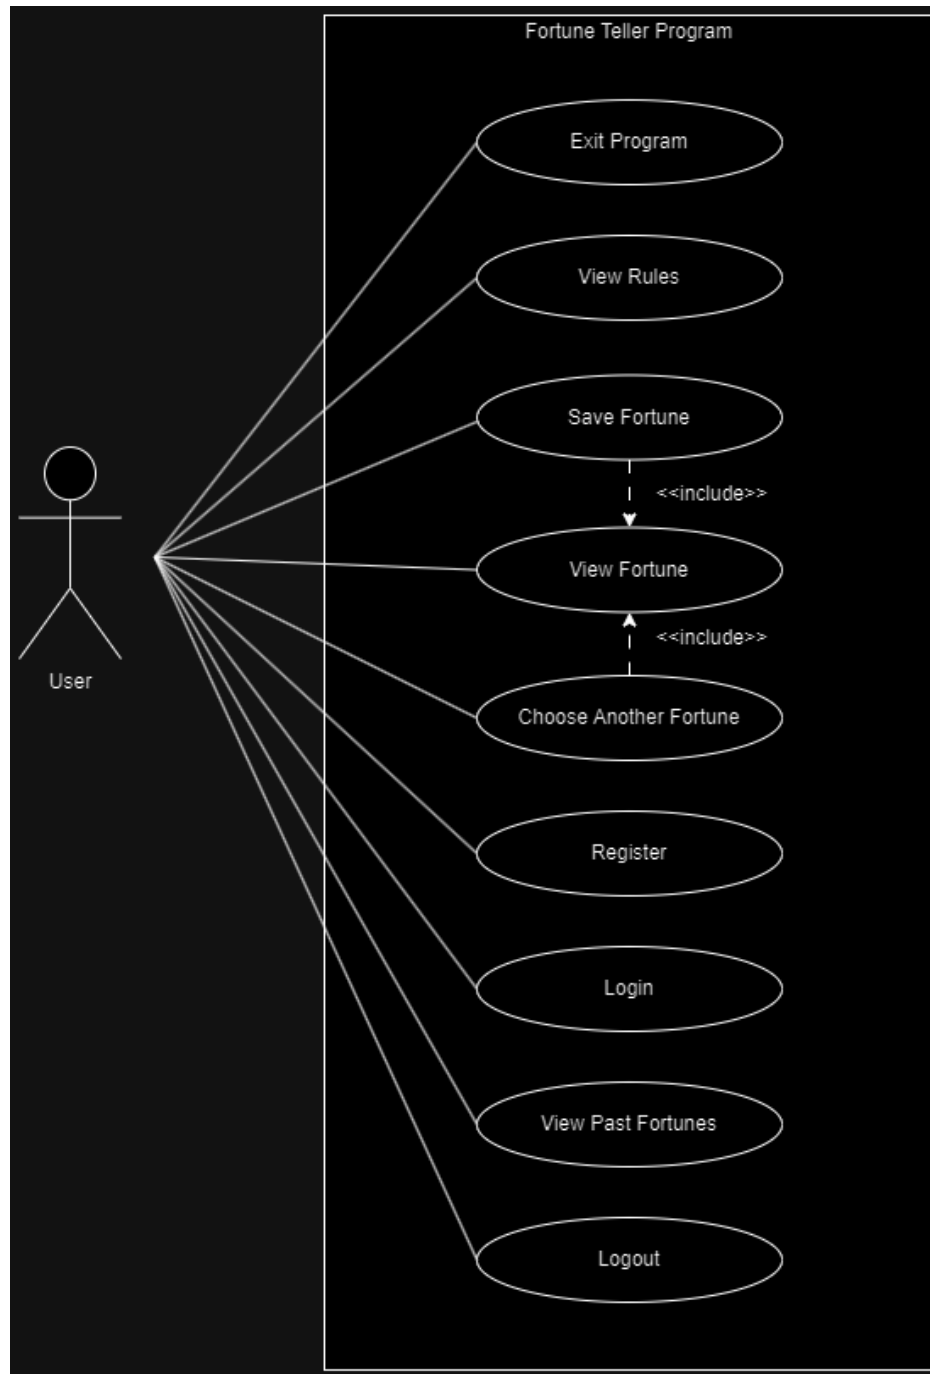 Fortune Teller Program
Exit Program
View Rules
Save Fortune
<<include>>
View Fortune
<<include>>
Choose Another Fortune
User
Register
Login
View Past Fortunes
Logout